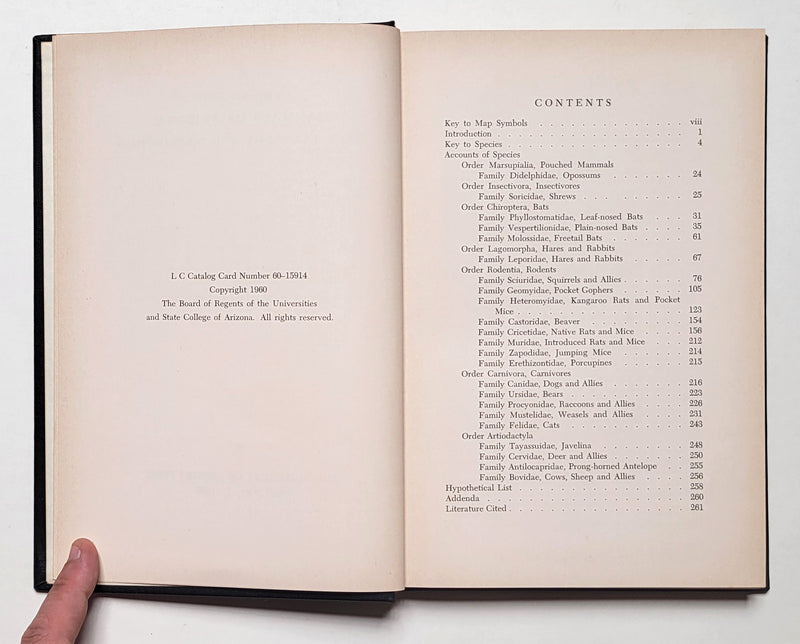 L C Catalog Card Number 60–15914
Copyright 1960
The Board of Regents of the Universities
and State College of Arizona. All rights reserved.
CONTENTS
Key to Map Symbols . . . . . . . . . . . . . . viii
Introduction . . . . . . . . . . . . . . . . . . 1
Key to Species . . . . . . . . . . . . . . . . . 4
Accounts of Species
Order Marsupialia, Pouched Mammals
Family Didelphidae, Opossums . . . . . . . 24
Order Insectivora, Insectivores
Family Soricidae, Shrews . . . . . . . . . 25
Order Chiroptera, Bats
Family Phyllostomatidae, Leaf-nosed Bats . . . 31
Family Vespertilionidae, Plain-nosed Bats . . . . 35
Family Molossidae, Freetail Bats . . . . . . . 61
Order Lagomorpha, Hares and Rabbits
Family Leporidae, Hares and Rabbits . . . . . 67
Order Rodentia, Rodents
Family Sciuridae, Squirrels and Allies . . . . . . 76
Family Geomyidae, Pocket Gophers . . . . . . 105
Family Heteromyidae, Kangaroo Rats and Pocket
Mice . . . . . . . . . . . . . . . . 123
Family Castoridae, Beaver . . . . . . . . . 154
Family Cricetidae, Native Rats and Mice . . . . 156
Family Muridae, Introduced Rats and Mice . . . 212
Family Zapodidae, Jumping Mice . . . . . . 214
Family Erethizontidae, Porcupines . . . . . . 215
Order Carnivora, Carnivores
Family Canidae, Dogs and Allies . . . . . . . 216
Family Ursidae, Bears . . . . . . . . . . . 223
Family Procyonidae, Raccoons and Allies . . . . 226
Family Mustelidae, Weasels and Allies . . . . . 231
Family Felidae, Cats . . . . . . . . . . . 243
Order Artiodactyla
Family Tayassuidae, Javelina . . . . . . . . 248
Family Cervidae, Deer and Allies . . . . . . . 250
Family Antilocapridae, Prong-horned Antelope . . 255
Family Bovidae, Cows, Sheep and Allies . . . . 256
Hypothetical List . . . . . . . . . . . . . . . . 258
Addenda . . . . . . . . . . . . . . . . . . . 260
Literature Cited . . . . . . . . . . . . . . . . . 261